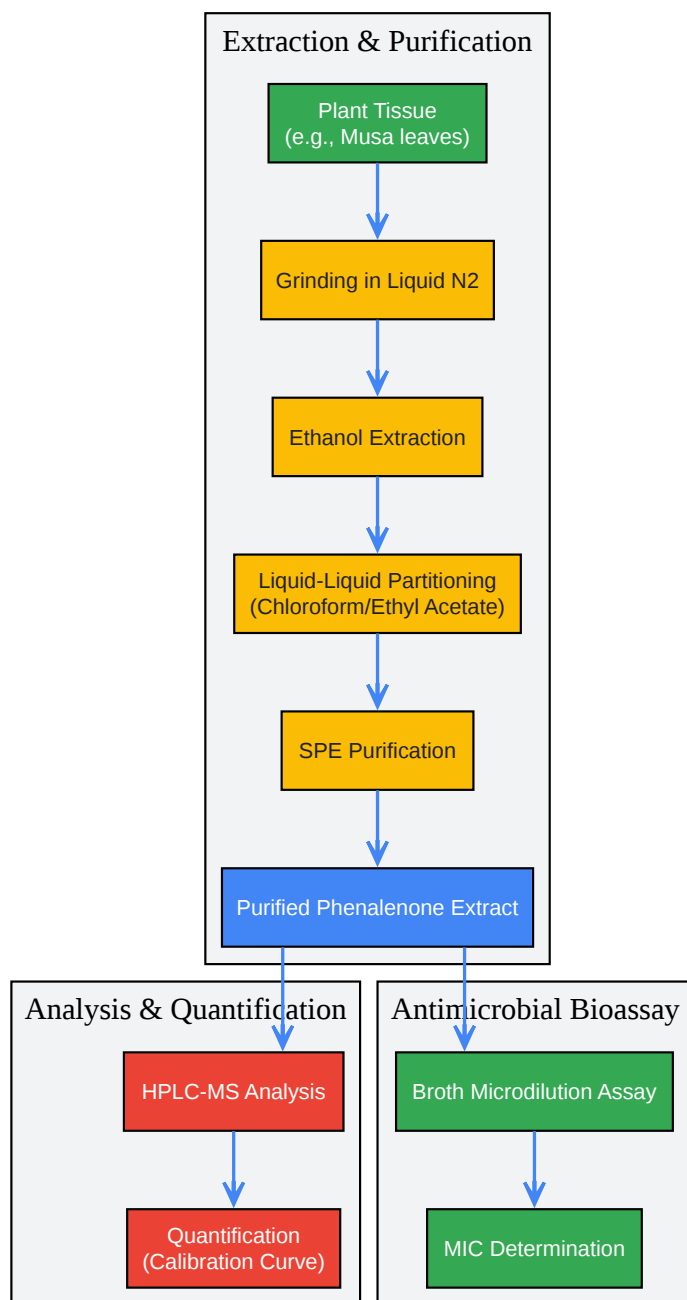 Extraction & Purification
Plant Tissue
(e.g., Musa leaves)
Grinding in Liquid N2
Ethanol Extraction
Liquid-Liquid Partitioning
(Chloroform/Ethyl Acetate)
SPE Purification
Purified Phenalenone Extract
Analysis & Quantification
HPLC-MS Analysis
Quantification
(Calibration Curve)
Antimicrobial Bioassay
Broth Microdilution Assay
MIC Determination